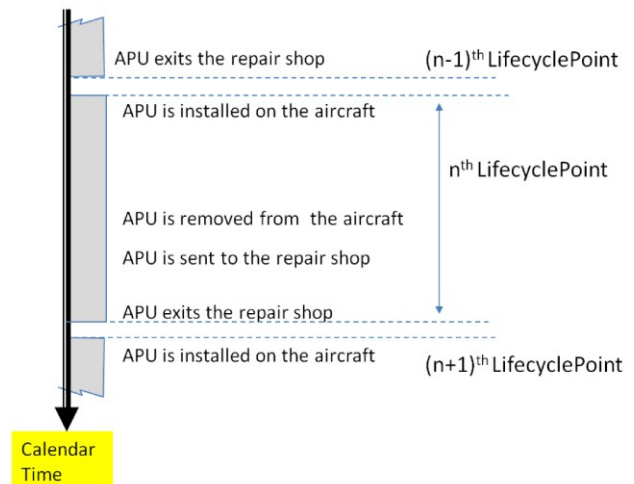 APU exits the repair shop
(n-1)th LifecyclePoint
APU is installed on the aircraft
nth LifecyclePoint
APU is removed from the aircraft
APU is sent to the repair shop
APU exits the repair shop
APU is installed on the aircraft
(n+1)th LifecyclePoint
Calendar
Time